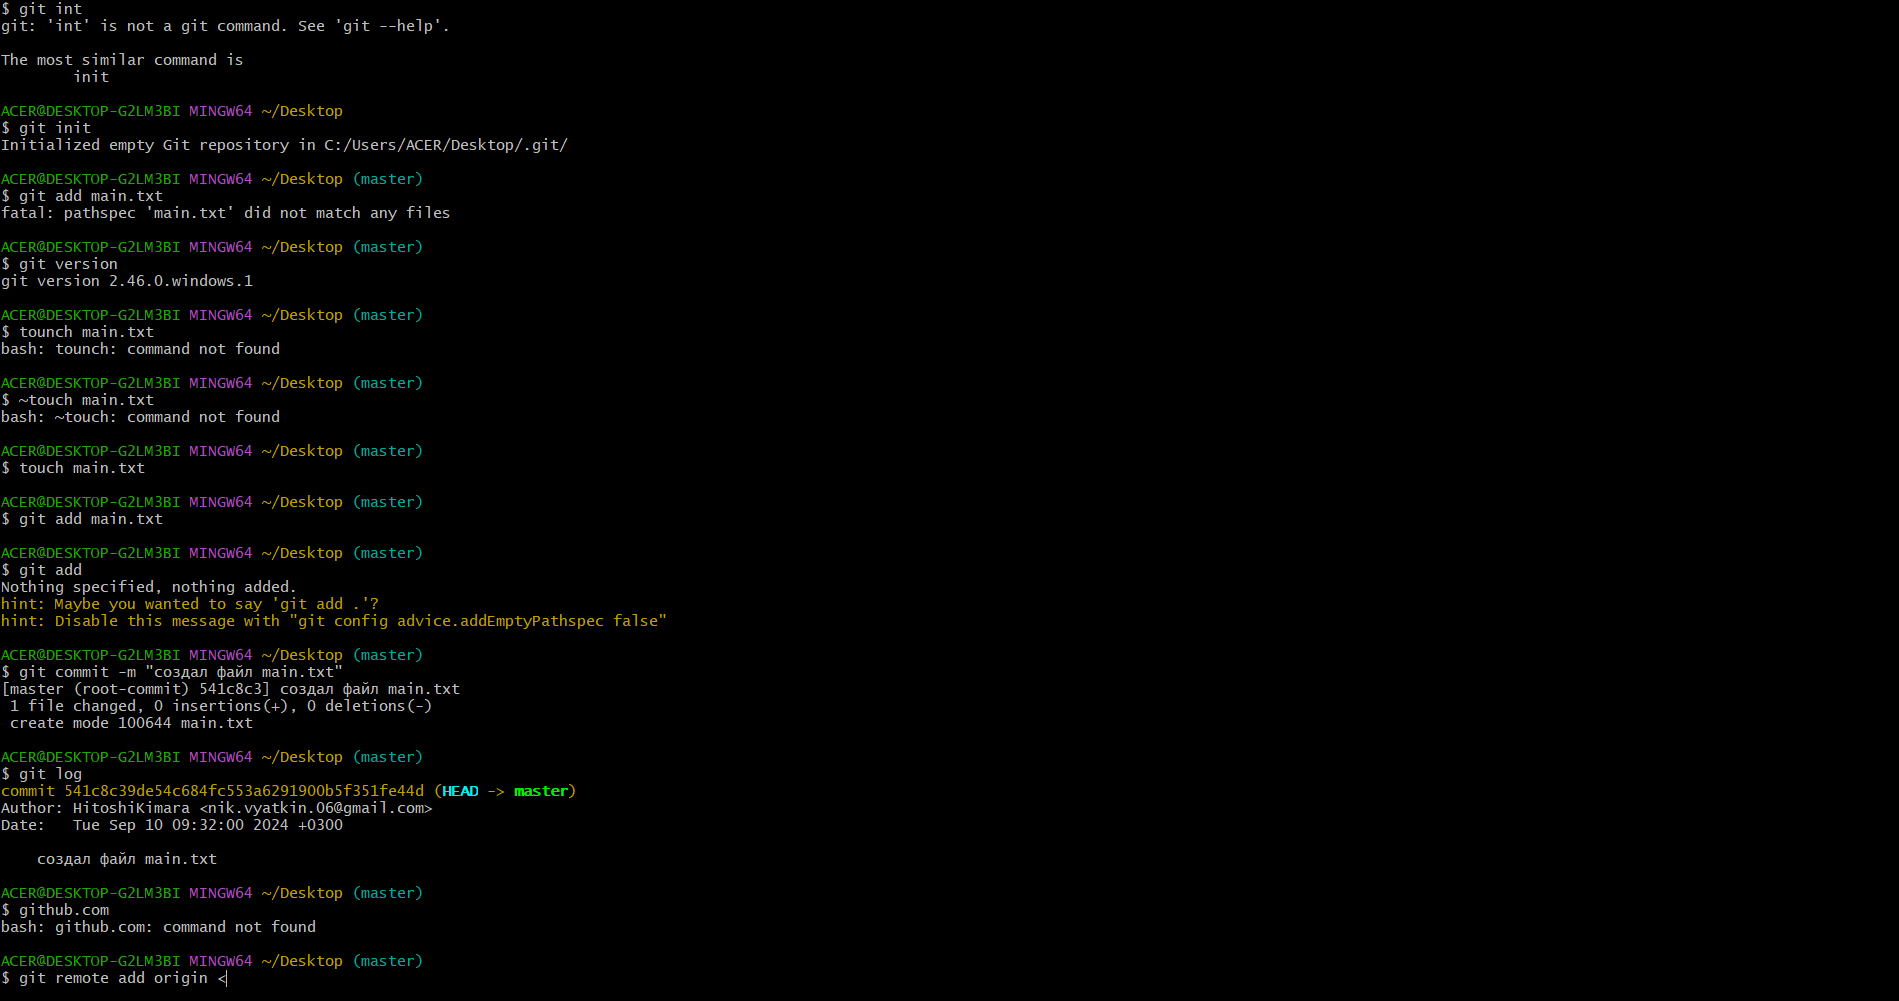 $ git int
git: 'int' is not a git command. See 'git --help'.
The most similar command is
init
ACER@DESKTOP-G2LM3BI MINGW64 ~/Desktop
$ git init
Initialized empty Git repository in C:/Users/ACER/Desktop/.git/
ACER@DESKTOP-G2LM3BI MINGW64 ~/Desktop (master)
$ git add main.txt
fatal: pathspec 'main.txt' did not match any files
ACER@DESKTOP-G2LM3BI MINGW64 ~/Desktop (master)
$ git version
git version 2.46.0.windows.1
ACER@DESKTOP-G2LM3BI MINGW64 ~/Desktop (master)
$ tounch main.txt
bash: tounch: command not found
ACER@DESKTOP-G2LM3BI MINGW64 ~/Desktop (master)
$ ~touch main.txt
bash: ~touch: command not found
ACER@DESKTOP-G2LM3BI MINGW64 ~/Desktop (master)
$ touch main.txt
ACER@DESKTOP-G2LM3BI MINGW64 ~/Desktop (master)
$ git add main.txt
ACER@DESKTOP-G2LM3BI MINGW64 ~/Desktop (master)
$ git add
Nothing specified, nothing added.
hint: Maybe you wanted to say 'git add .'?
hint: Disable this message with "git config advice.addEmptyPathspec false"
ACER@DESKTOP-G2LM3BI MINGW64 ~/Desktop (master)
$ git commit -m "создал файл main.txt"
[master (root-commit) 541c8c3] создал файл main.txt
1 file changed, 0 insertions(+), 0 deletions(-)
create mode 100644 main.txt
ACER@DESKTOP-G2LM3BI MINGW64 ~/Desktop (master)
$ git log
commit 541c8c39de54c684fc553a6291900b5f351fe44d (HEAD -> master)
Author: HitoshiKimara <nik.vyatkin.06@gmail.com>
Date: Tue Sep 10 09:32:00 2024 +0300
создал файл main.txt
ACER@DESKTOP-G2LM3BI MINGW64 ~/Desktop (master)
$ github.com
bash: github.com: command not found
ACER@DESKTOP-G2LM3BI MINGW64 ~/Desktop (master)
$ git remote add origin <